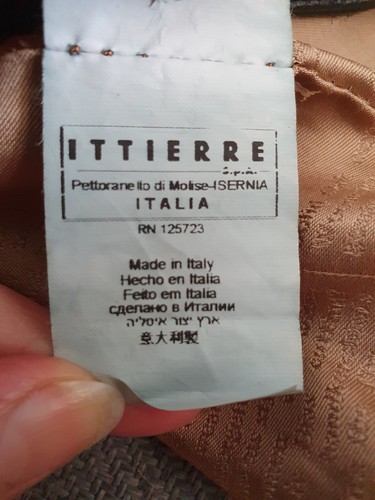 ITTIERRE
s.p.a.
Pettoranello di Molise-ISERNIA
ITALIA
RN 125723
Made in Italy
Hecho en Italia
Feito em Italia
сделано в Италии
ארץ יצור איטליה
意大利製